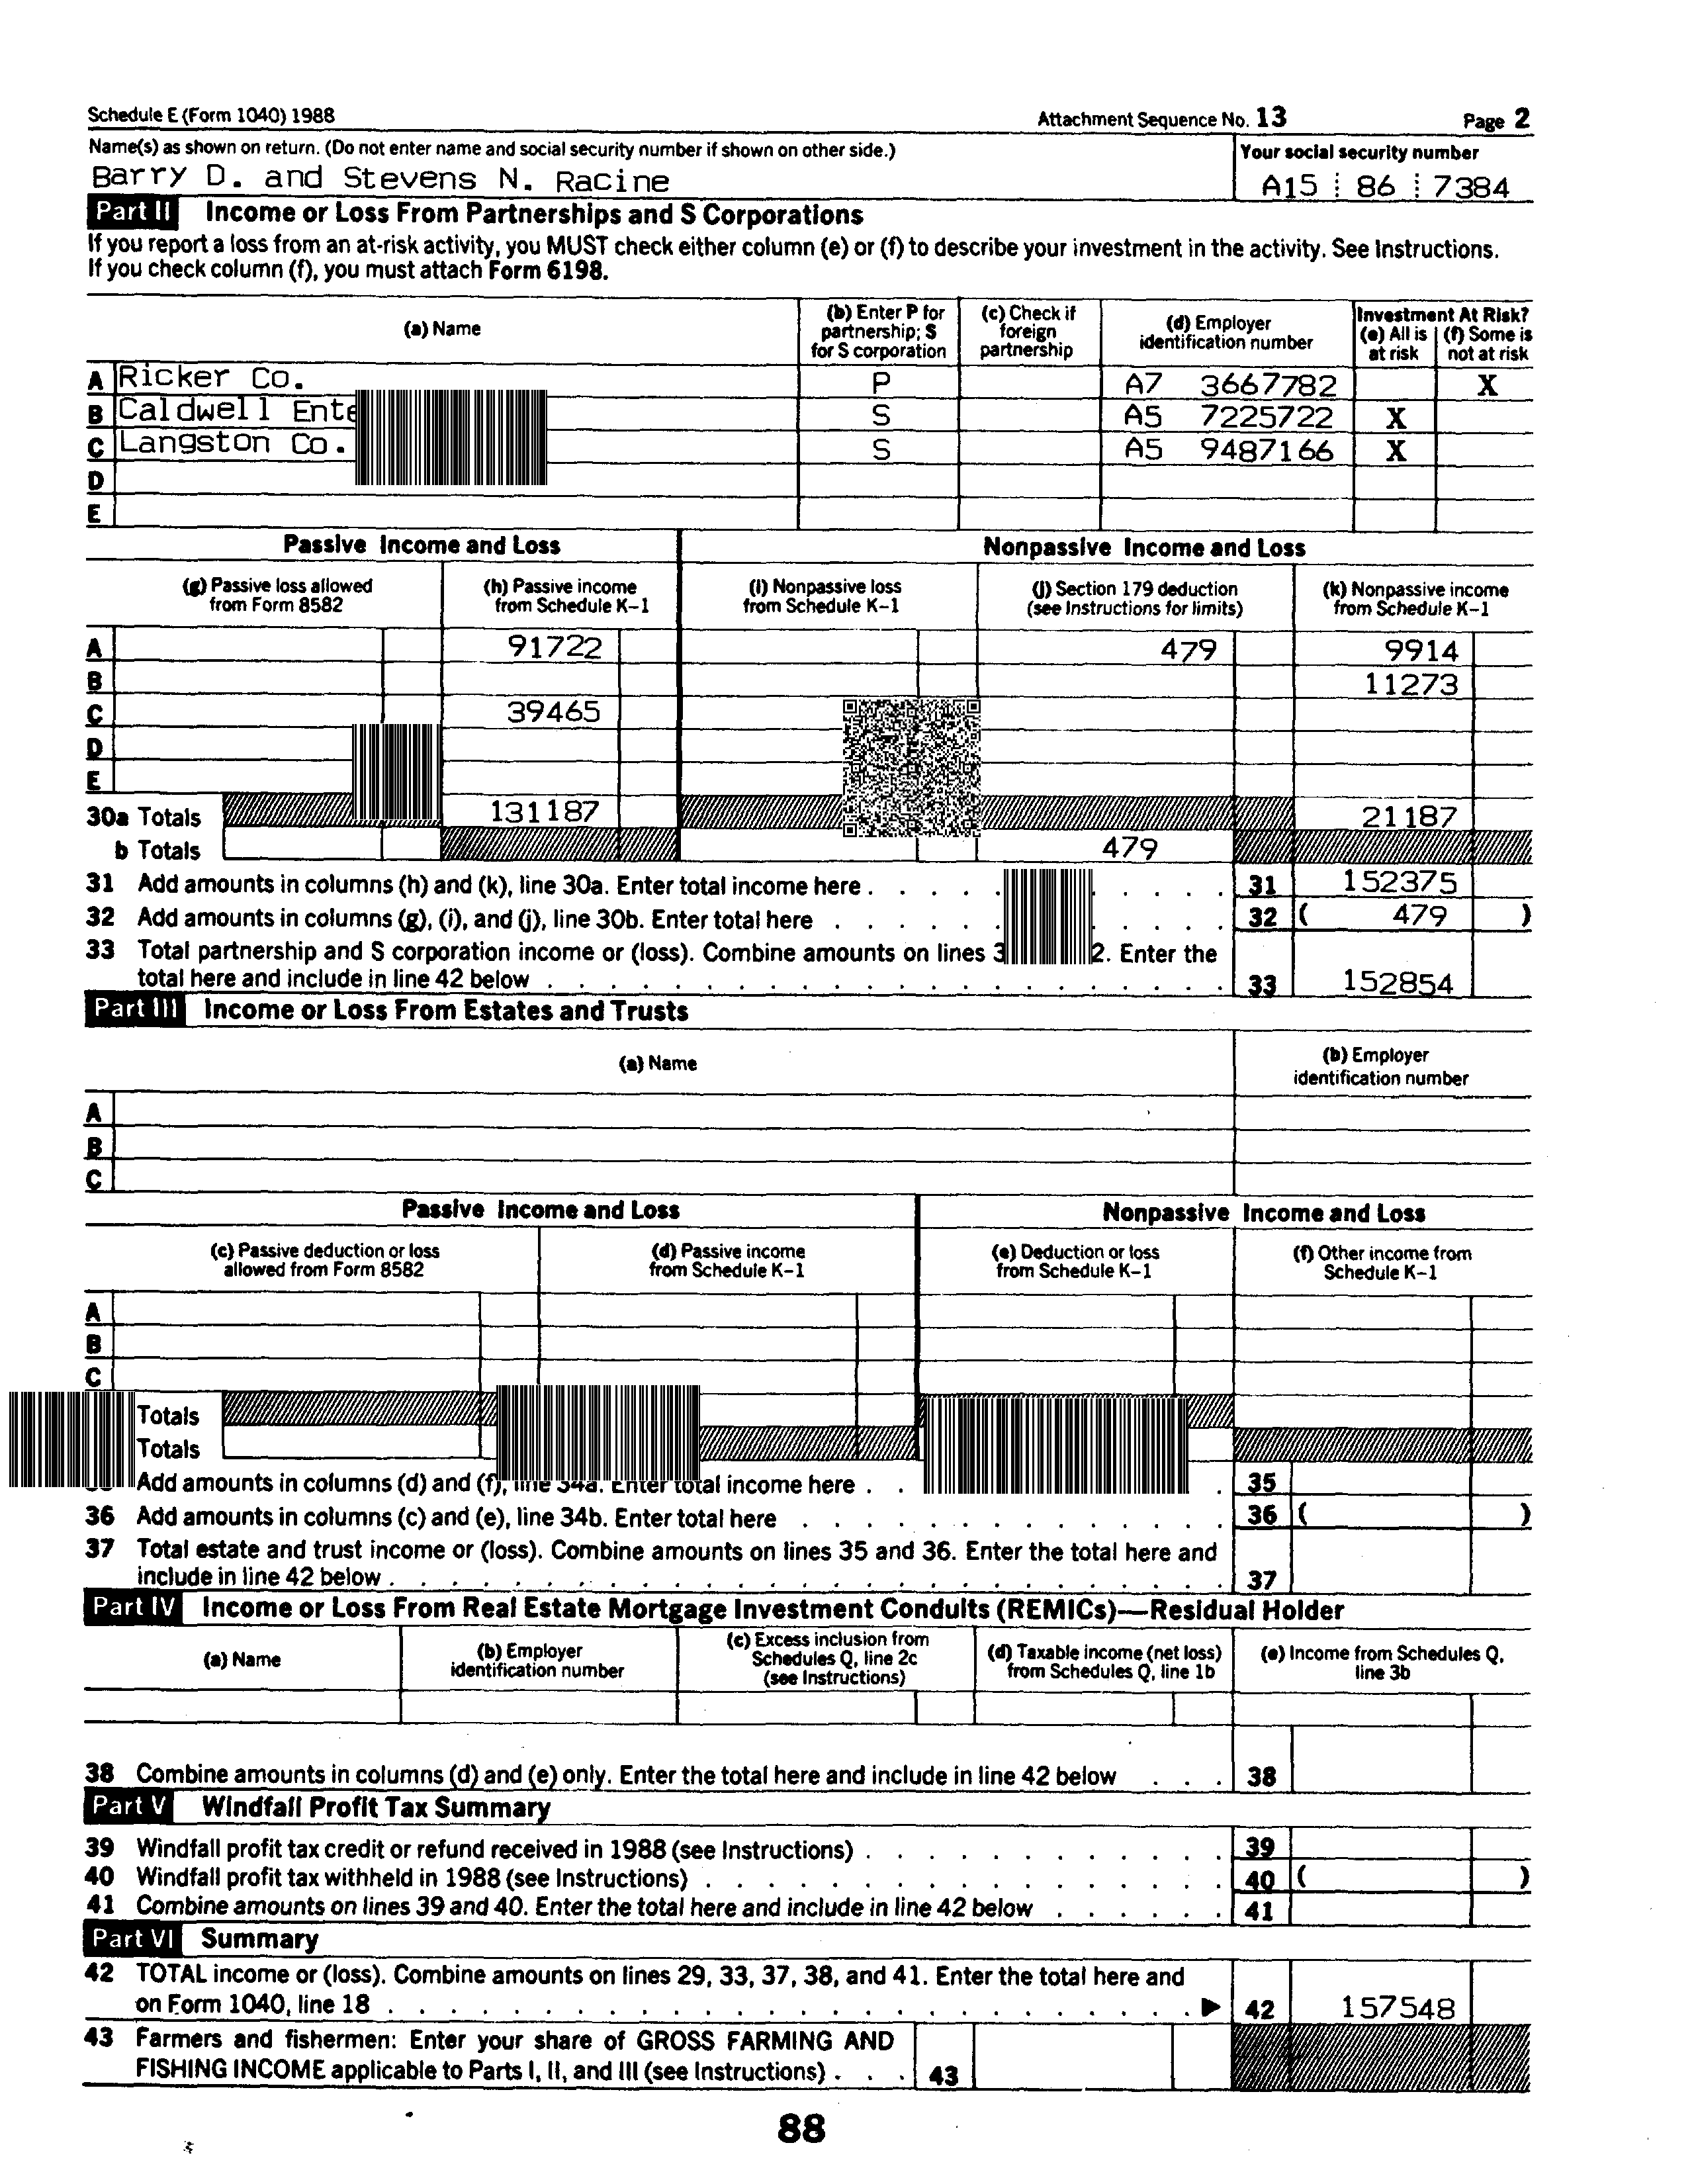 Schedule E (Form 1040) 1988 Attachment Sequence No. 13 Page 2
Name(s) as shown on return. (Do not enter name and social security number if shown on other side.) Your social security number
Barry D. and Stevens N. Racine A15 86 7384
Part II Income or Loss From Partnerships and S Corporations
If you report a loss from an at-risk activity, you MUST check either column (e) or (f) to describe your investment in the activity. See Instructions.
If you check column (f), you must attach Form 6198.
(a) Name (b) Enter P for partnership; S for S corporation (c) Check if foreign partnership (d) Employer identification number Investment At Risk? (e) All is at risk (f) Some is not at risk
A Ricker Co. P A7 3667782 X
B Caldwell S A5 7225722 X
C Langston Co. S A5 9487166 X
D
E
Passive Income and Loss Nonpassive Income and Loss
(g) Passive loss allowed from Form 8582 (h) Passive income from Schedule K-1 (i) Nonpassive loss from Schedule K-1 (j) Section 179 deduction (see Instructions for limits) (k) Nonpassive income from Schedule K-1
A 91722 479 9914
B 11273
C 39465
D
E
30a Totals 131187 21187
b Totals 479
31 Add amounts in columns (h) and (k), line 30a. Enter total income here . . . . . 31 152375
32 Add amounts in columns (g), (i), and (j), line 30b. Enter total here . . . . . 32 ( 479 )
33 Total partnership and S corporation income or (loss). Combine amounts on lines 2. Enter the
total here and include in line 42 below . . . . . 33 152854
Part III Income or Loss From Estates and Trusts
(a) Name (b) Employer identification number
A
B
C
Passive Income and Loss Nonpassive Income and Loss
(c) Passive deduction or loss allowed from Form 8582 (d) Passive income from Schedule K-1 (e) Deduction or loss from Schedule K-1 (f) Other income from Schedule K-1
A
B
C
Totals
Totals
Add amounts in columns (d) and (f), line 34a. Enter total income here . . 35
36 Add amounts in columns (c) and (e), line 34b. Enter total here . . . . . 36 ( )
37 Total estate and trust income or (loss). Combine amounts on lines 35 and 36. Enter the total here and
include in line 42 below . . . . . 37
Part IV Income or Loss From Real Estate Mortgage Investment Conduits (REMICs)—Residual Holder
(a) Name (b) Employer identification number (c) Excess inclusion from Schedules Q, line 2c (see Instructions) (d) Taxable income (net loss) from Schedules Q, line 1b (e) Income from Schedules Q, line 3b
38 Combine amounts in columns (d) and (e) only. Enter the total here and include in line 42 below . . . 38
Part V Windfall Profit Tax Summary
39 Windfall profit tax credit or refund received in 1988 (see Instructions) . . . . . 39
40 Windfall profit tax withheld in 1988 (see Instructions) . . . . . 40 ( )
41 Combine amounts on lines 39 and 40. Enter the total here and include in line 42 below . . . . . 41
Part VI Summary
42 TOTAL income or (loss). Combine amounts on lines 29, 33, 37, 38, and 41. Enter the total here and
on Form 1040, line 18 . . . . . ▶ 42 157548
43 Farmers and fishermen: Enter your share of GROSS FARMING AND
FISHING INCOME applicable to Parts I, II, and III (see Instructions) . . . 43
88